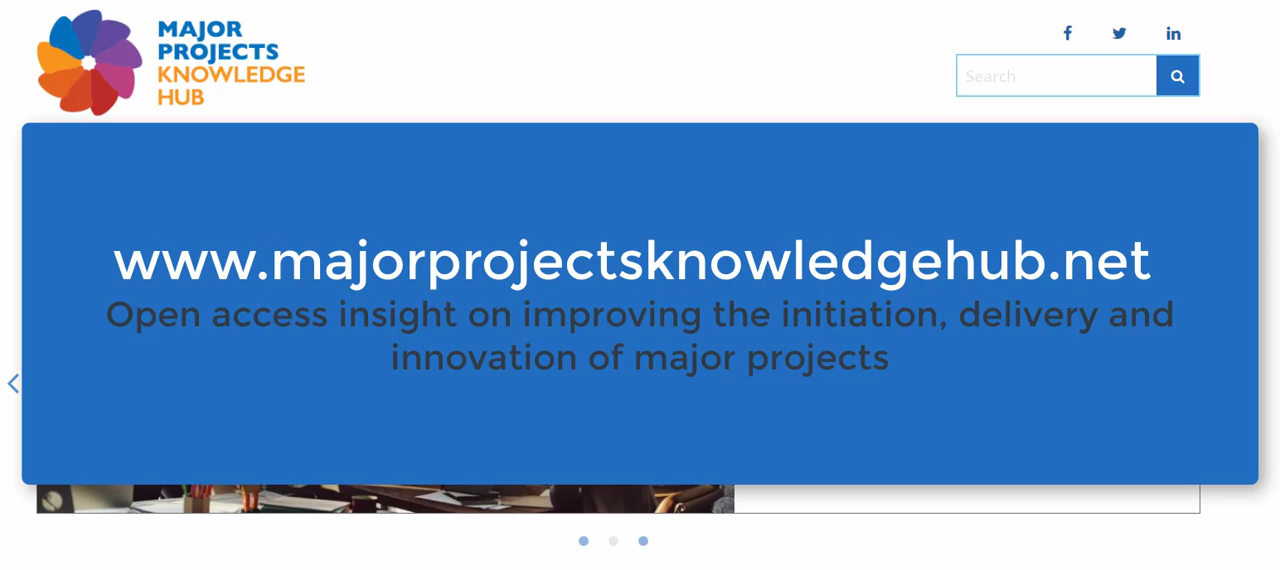 MAJOR
PROJECTS
KNOWLEDGE
HUB
Search
www.majorprojectsknowledgehub.net
Open access insight on improving the initiation, delivery and
innovation of major projects